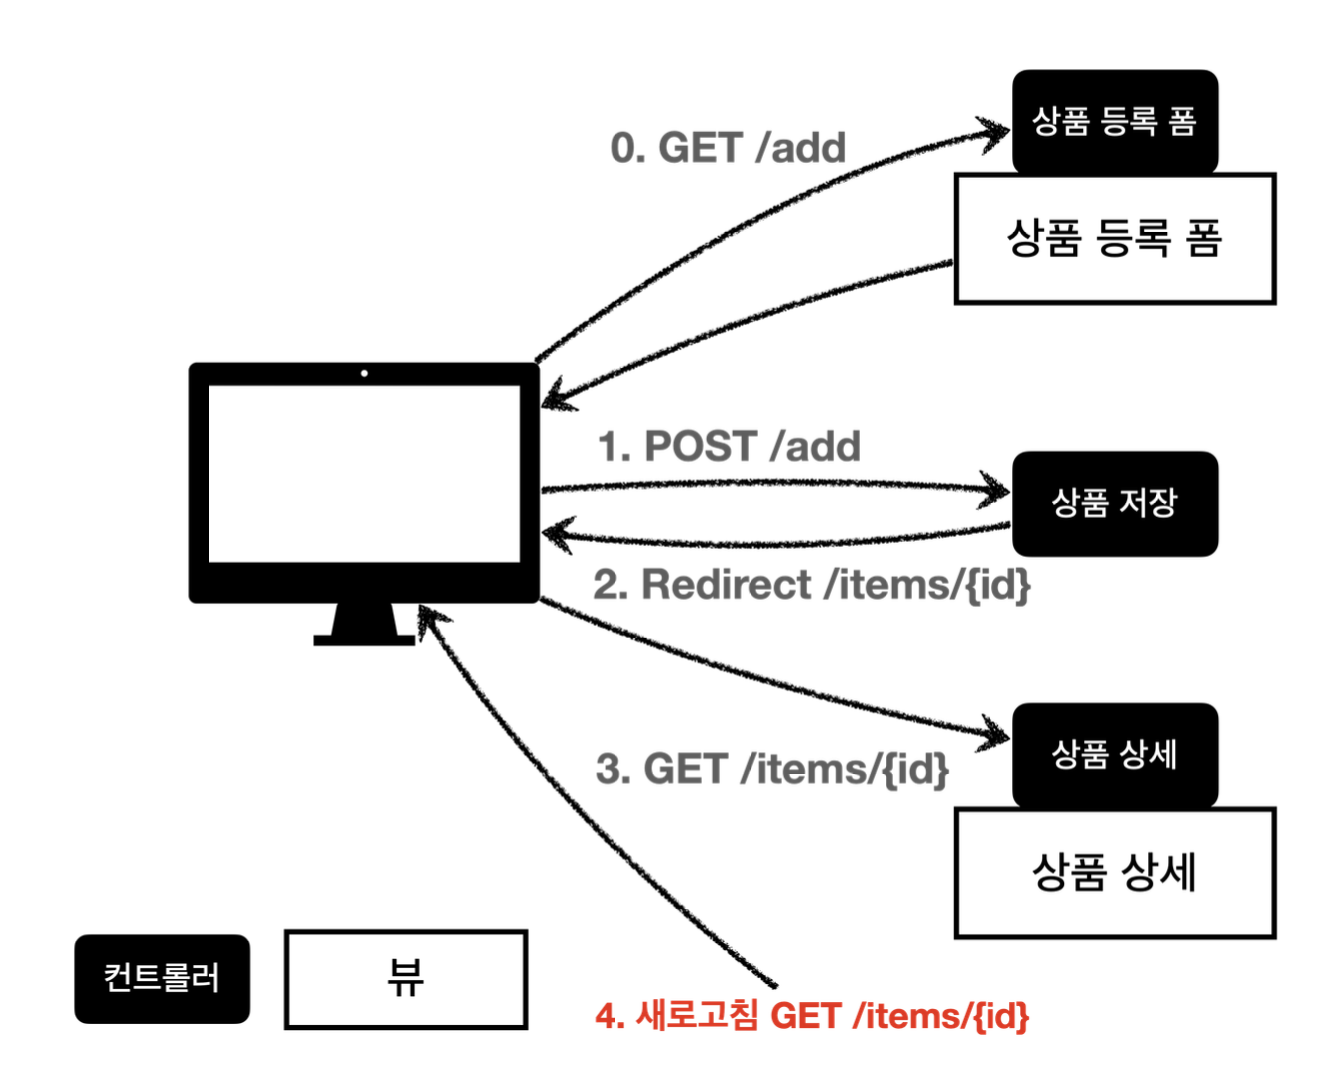 0. GET /add
상품 등록 폼
상품 등록 폼
1. POST /add
상품 저장
2. Redirect /items/{id}
상품 상세
3. GET /items/{id}
상품 상세
컨트롤러
뷰
4. 새로고침 GET /items/{id}